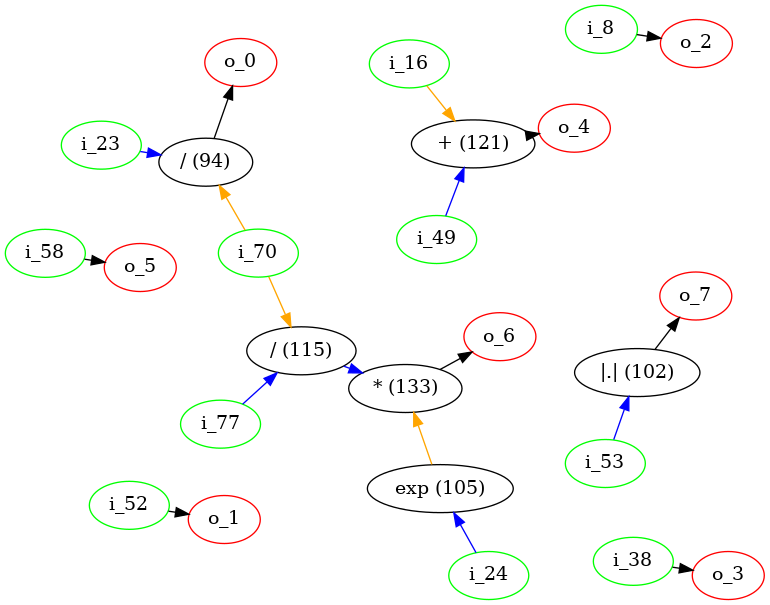 i_8
o_2
o_0
i_16
i_23
/ (94)
+ (121)
o_4
i_58
o_5
i_70
i_49
o_7
o_6
/ (115)
|.| (102)
* (133)
i_77
i_53
exp (105)
i_52
o_1
i_24
i_38
o_3